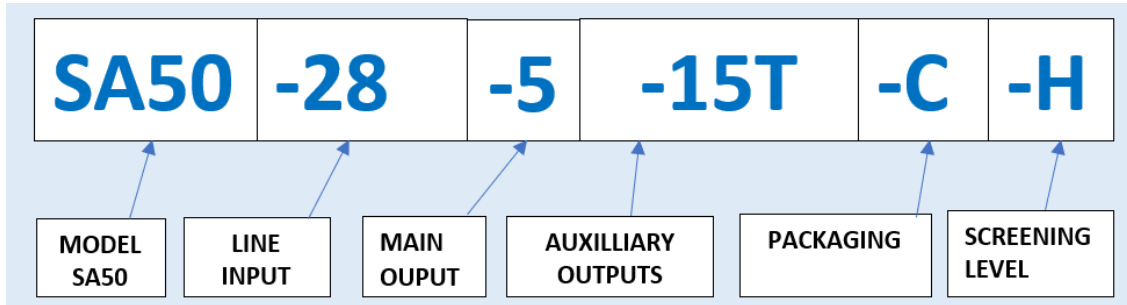 SA50 -28 -5 -15T -C -H
MODEL
SA50
LINE
INPUT
MAIN
OUPUT
AUXILLIARY
OUTPUTS
PACKAGING
SCREENING
LEVEL